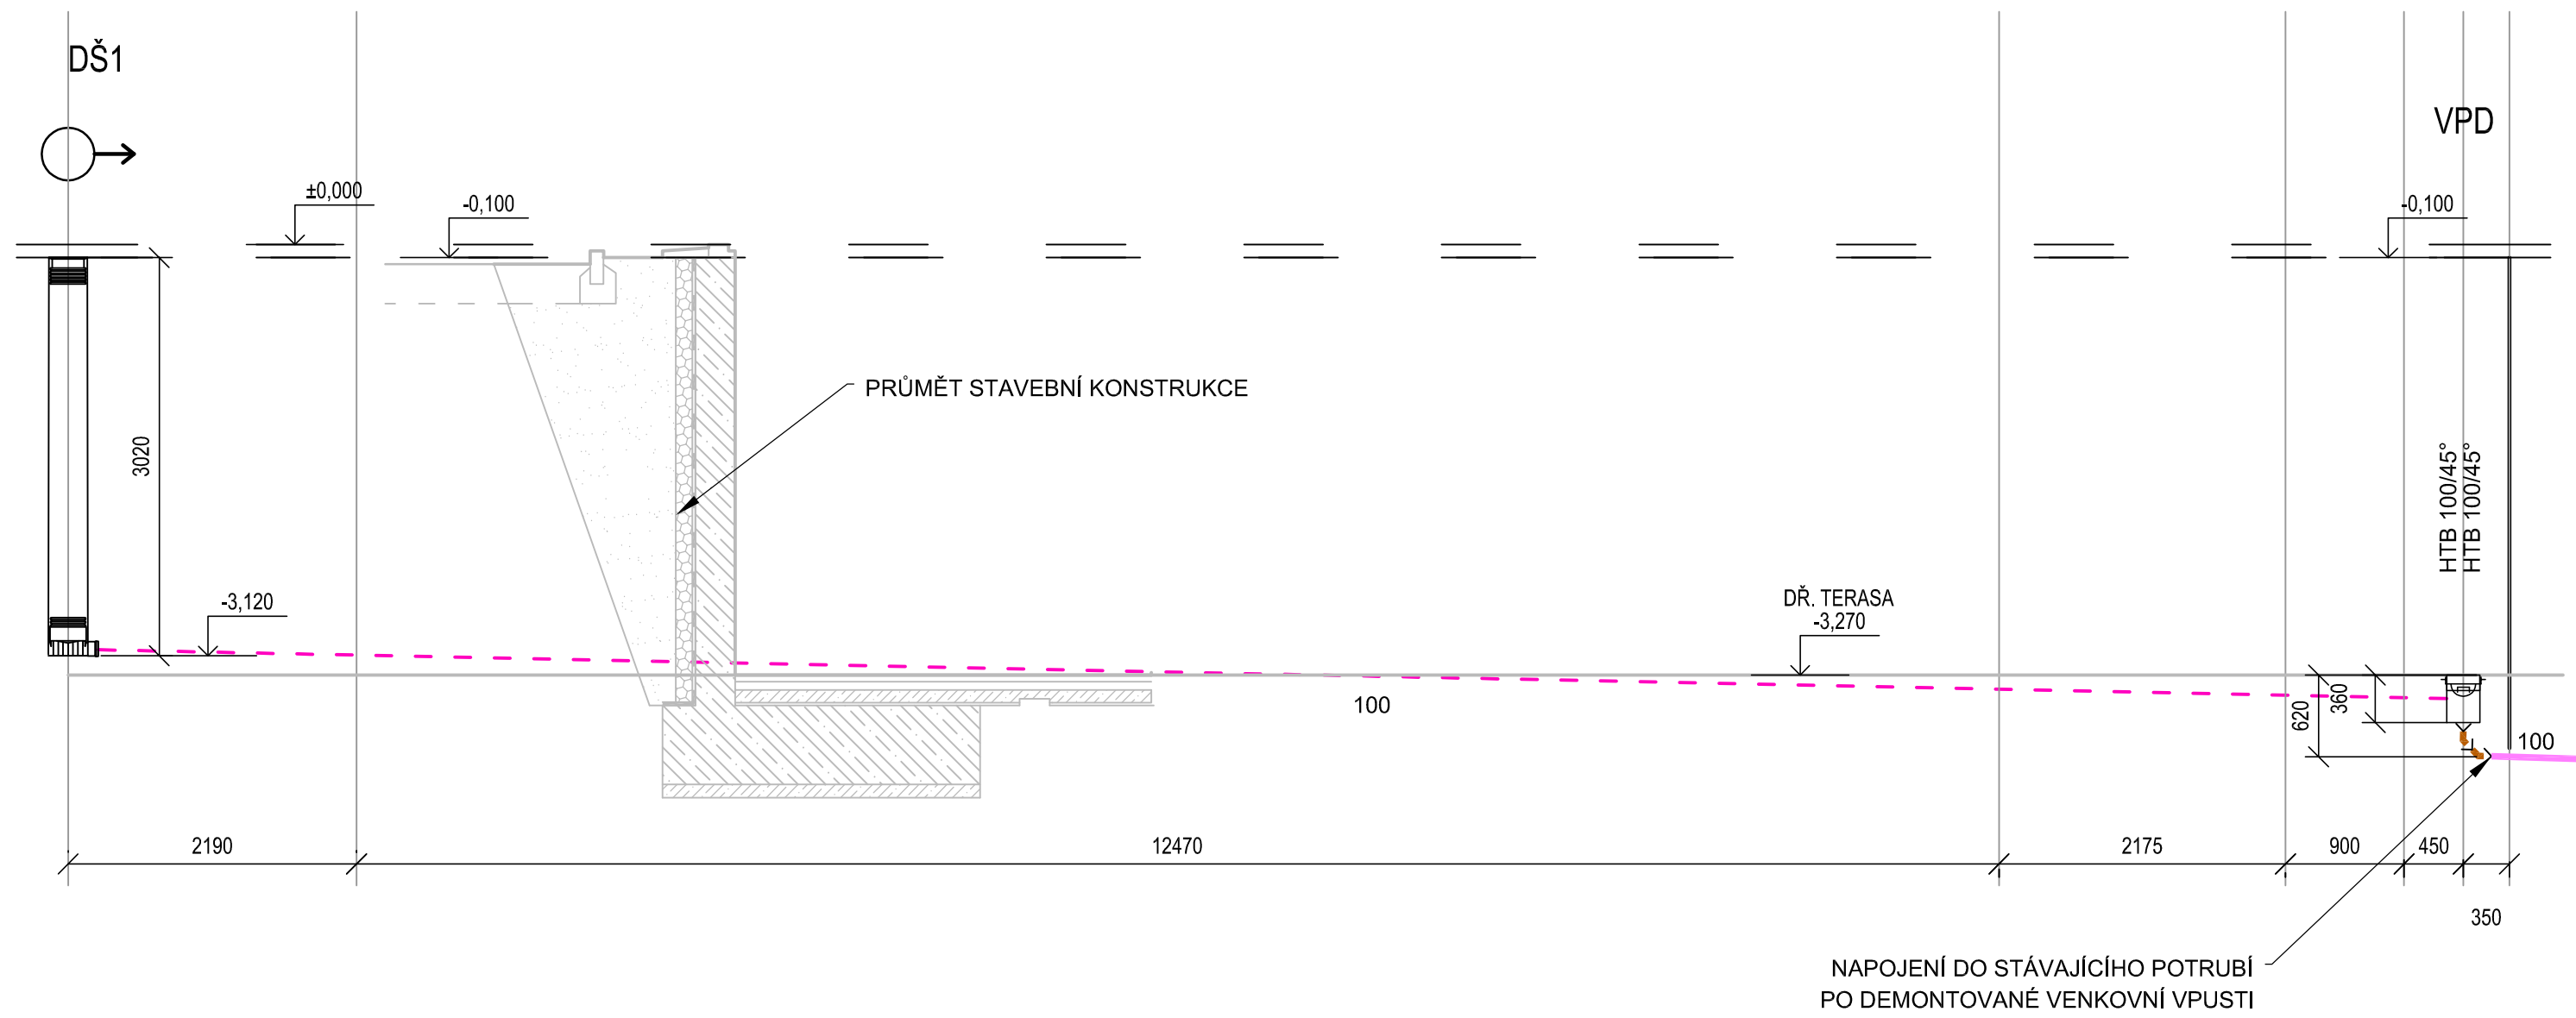 DŠ1
VPD
±0,000
-0,100
-0,100
PRŮMĚT STAVEBNÍ KONSTRUKCE
3020
HTB 100/45°
HTB 100/45°
-3,120
DŘ. TERASA
-3,270
100
620
360
100
2190
12470
2175
900
450
350
NAPOJENÍ DO STÁVAJÍCÍHO POTRUBÍ
PO DEMONTOVANÉ VENKOVNÍ VPUSTI